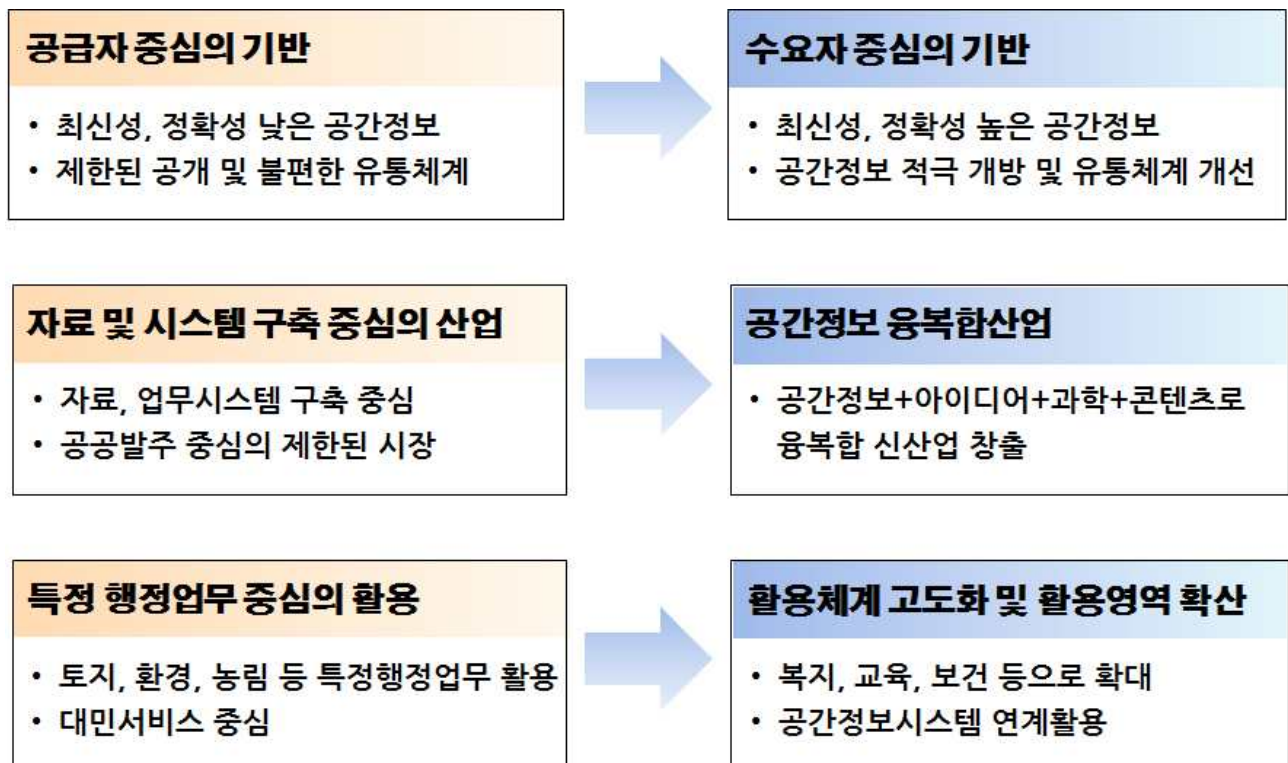 공급자 중심의 기반
• 최신성, 정확성 낮은 공간정보
• 제한된 공개 및 불편한 유통체계
수요자 중심의 기반
• 최신성, 정확성 높은 공간정보
• 공간정보 적극 개방 및 유통체계 개선
자료 및 시스템 구축 중심의 산업
• 자료, 업무시스템 구축 중심
• 공공발주 중심의 제한된 시장
공간정보 융복합산업
• 공간정보+아이디어+과학+콘텐츠로
융복합 신산업 창출
특정 행정업무 중심의 활용
• 토지, 환경, 농림 등 특정행정업무 활용
• 대민서비스 중심
활용체계 고도화 및 활용영역 확산
• 복지, 교육, 보건 등으로 확대
• 공간정보시스템 연계활용